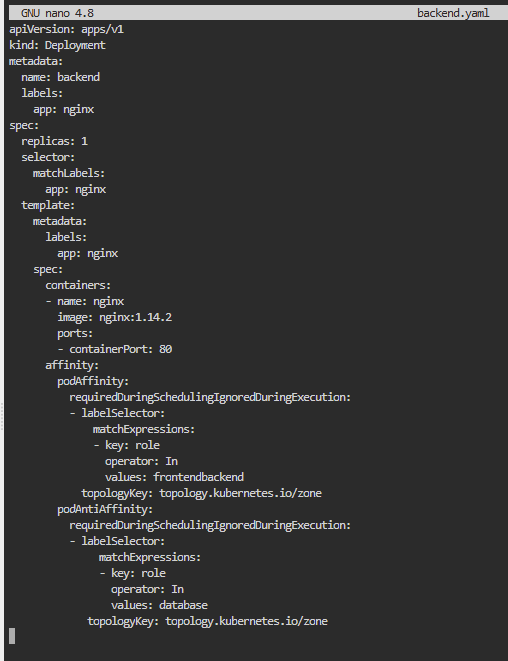 GNU nano 4.8 backend.yaml
apiVersion: apps/v1
kind: Deployment
metadata:
  name: backend
  labels:
    app: nginx
spec:
  replicas: 1
  selector:
    matchLabels:
      app: nginx
  template:
    metadata:
      labels:
        app: nginx
    spec:
      containers:
      - name: nginx
        image: nginx:1.14.2
        ports:
        - containerPort: 80
      affinity:
        podAffinity:
          requiredDuringSchedulingIgnoredDuringExecution:
          - labelSelector:
              matchExpressions:
              - key: role
                operator: In
                values: frontendbackend
            topologyKey: topology.kubernetes.io/zone
        podAntiAffinity:
          requiredDuringSchedulingIgnoredDuringExecution:
          - labelSelector:
               matchExpressions:
               - key: role
                 operator: In
                 values: database
             topologyKey: topology.kubernetes.io/zone